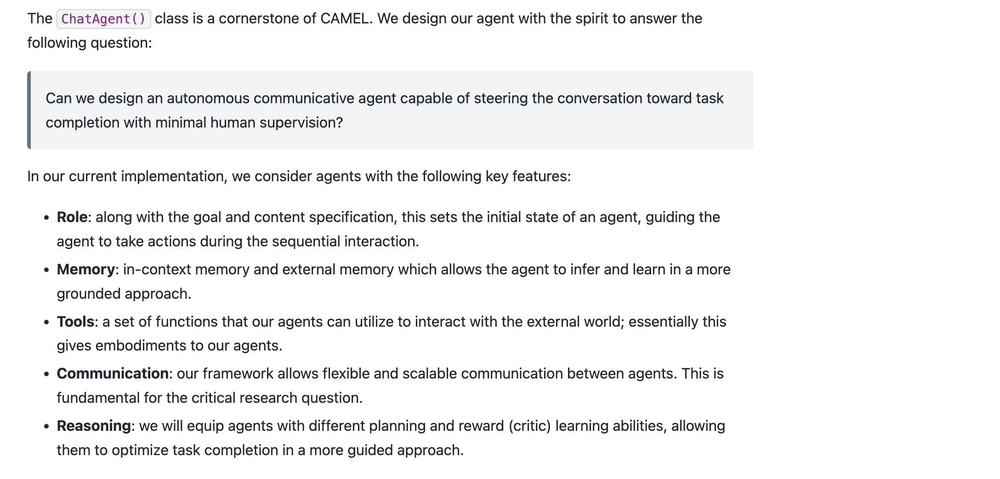 The ChatAgent() class is a cornerstone of CAMEL. We design our agent with the spirit to answer the
following question:
Can we design an autonomous communicative agent capable of steering the conversation toward task
completion with minimal human supervision?
In our current implementation, we consider agents with the following key features:
• Role: along with the goal and content specification, this sets the initial state of an agent, guiding the
agent to take actions during the sequential interaction.
• Memory: in-context memory and external memory which allows the agent to infer and learn in a more
grounded approach.
• Tools: a set of functions that our agents can utilize to interact with the external world; essentially this
gives embodiments to our agents.
• Communication: our framework allows flexible and scalable communication between agents. This is
fundamental for the critical research question.
• Reasoning: we will equip agents with different planning and reward (critic) learning abilities, allowing
them to optimize task completion in a more guided approach.